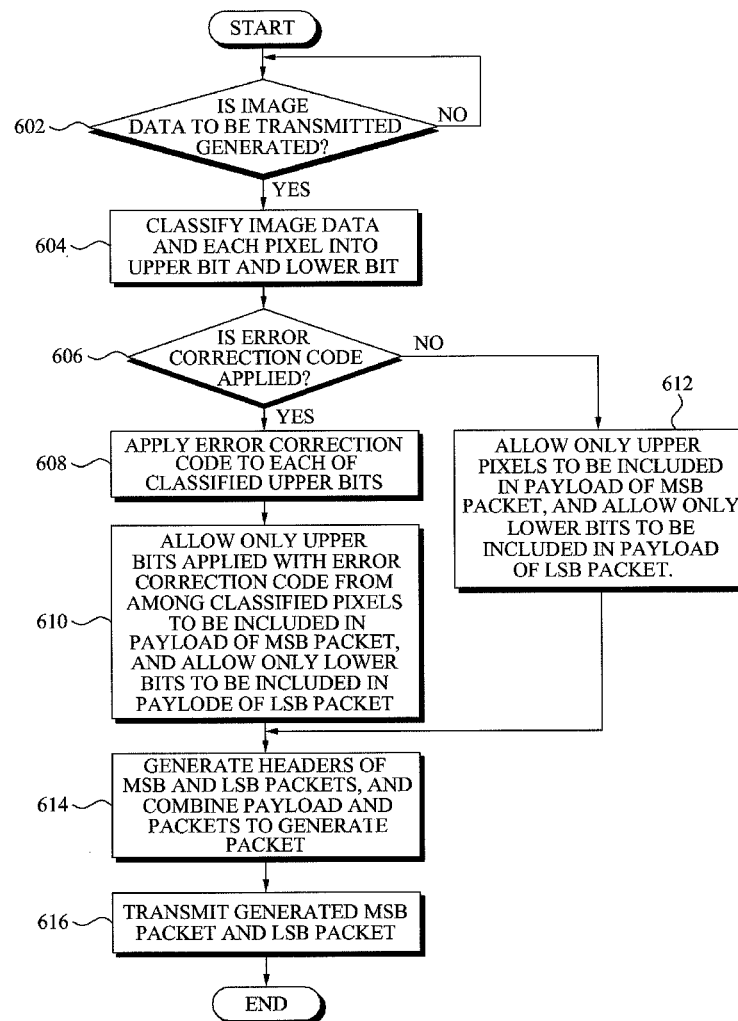 START
IS IMAGE
DATA TO BE TRANSMITTED
GENERATED?
602
NO
YES
CLASSIFY IMAGE DATA
AND EACH PIXEL INTO
UPPER BIT AND LOWER BIT
604
IS ERROR
CORRECTION CODE
APPLIED?
606
NO
YES
612
APPLY ERROR CORRECTION
CODE TO EACH OF
CLASSIFIED UPPER BITS
608
ALLOW ONLY UPPER
PIXELS TO BE INCLUDED
IN PAYLOAD OF MSB
PACKET, AND ALLOW ONLY
LOWER BITS TO BE
INCLUDED IN PAYLOAD
OF LSB PACKET.
ALLOW ONLY UPPER
BITS APPLIED WITH ERROR
CORRECTION CODE FROM
AMONG CLASSIFIED PIXELS
TO BE INCLUDED IN
PAYLOAD OF MSB PACKET,
AND ALLOW ONLY LOWER
BITS TO BE INCLUDED IN
PAYLODE OF LSB PACKET
610
GENERATE HEADERS OF
MSB AND LSB PACKETS, AND
COMBINE PAYLOAD AND
PACKETS TO GENERATE
PACKET
614
TRANSMIT GENERATED MSB
PACKET AND LSB PACKET
616
END